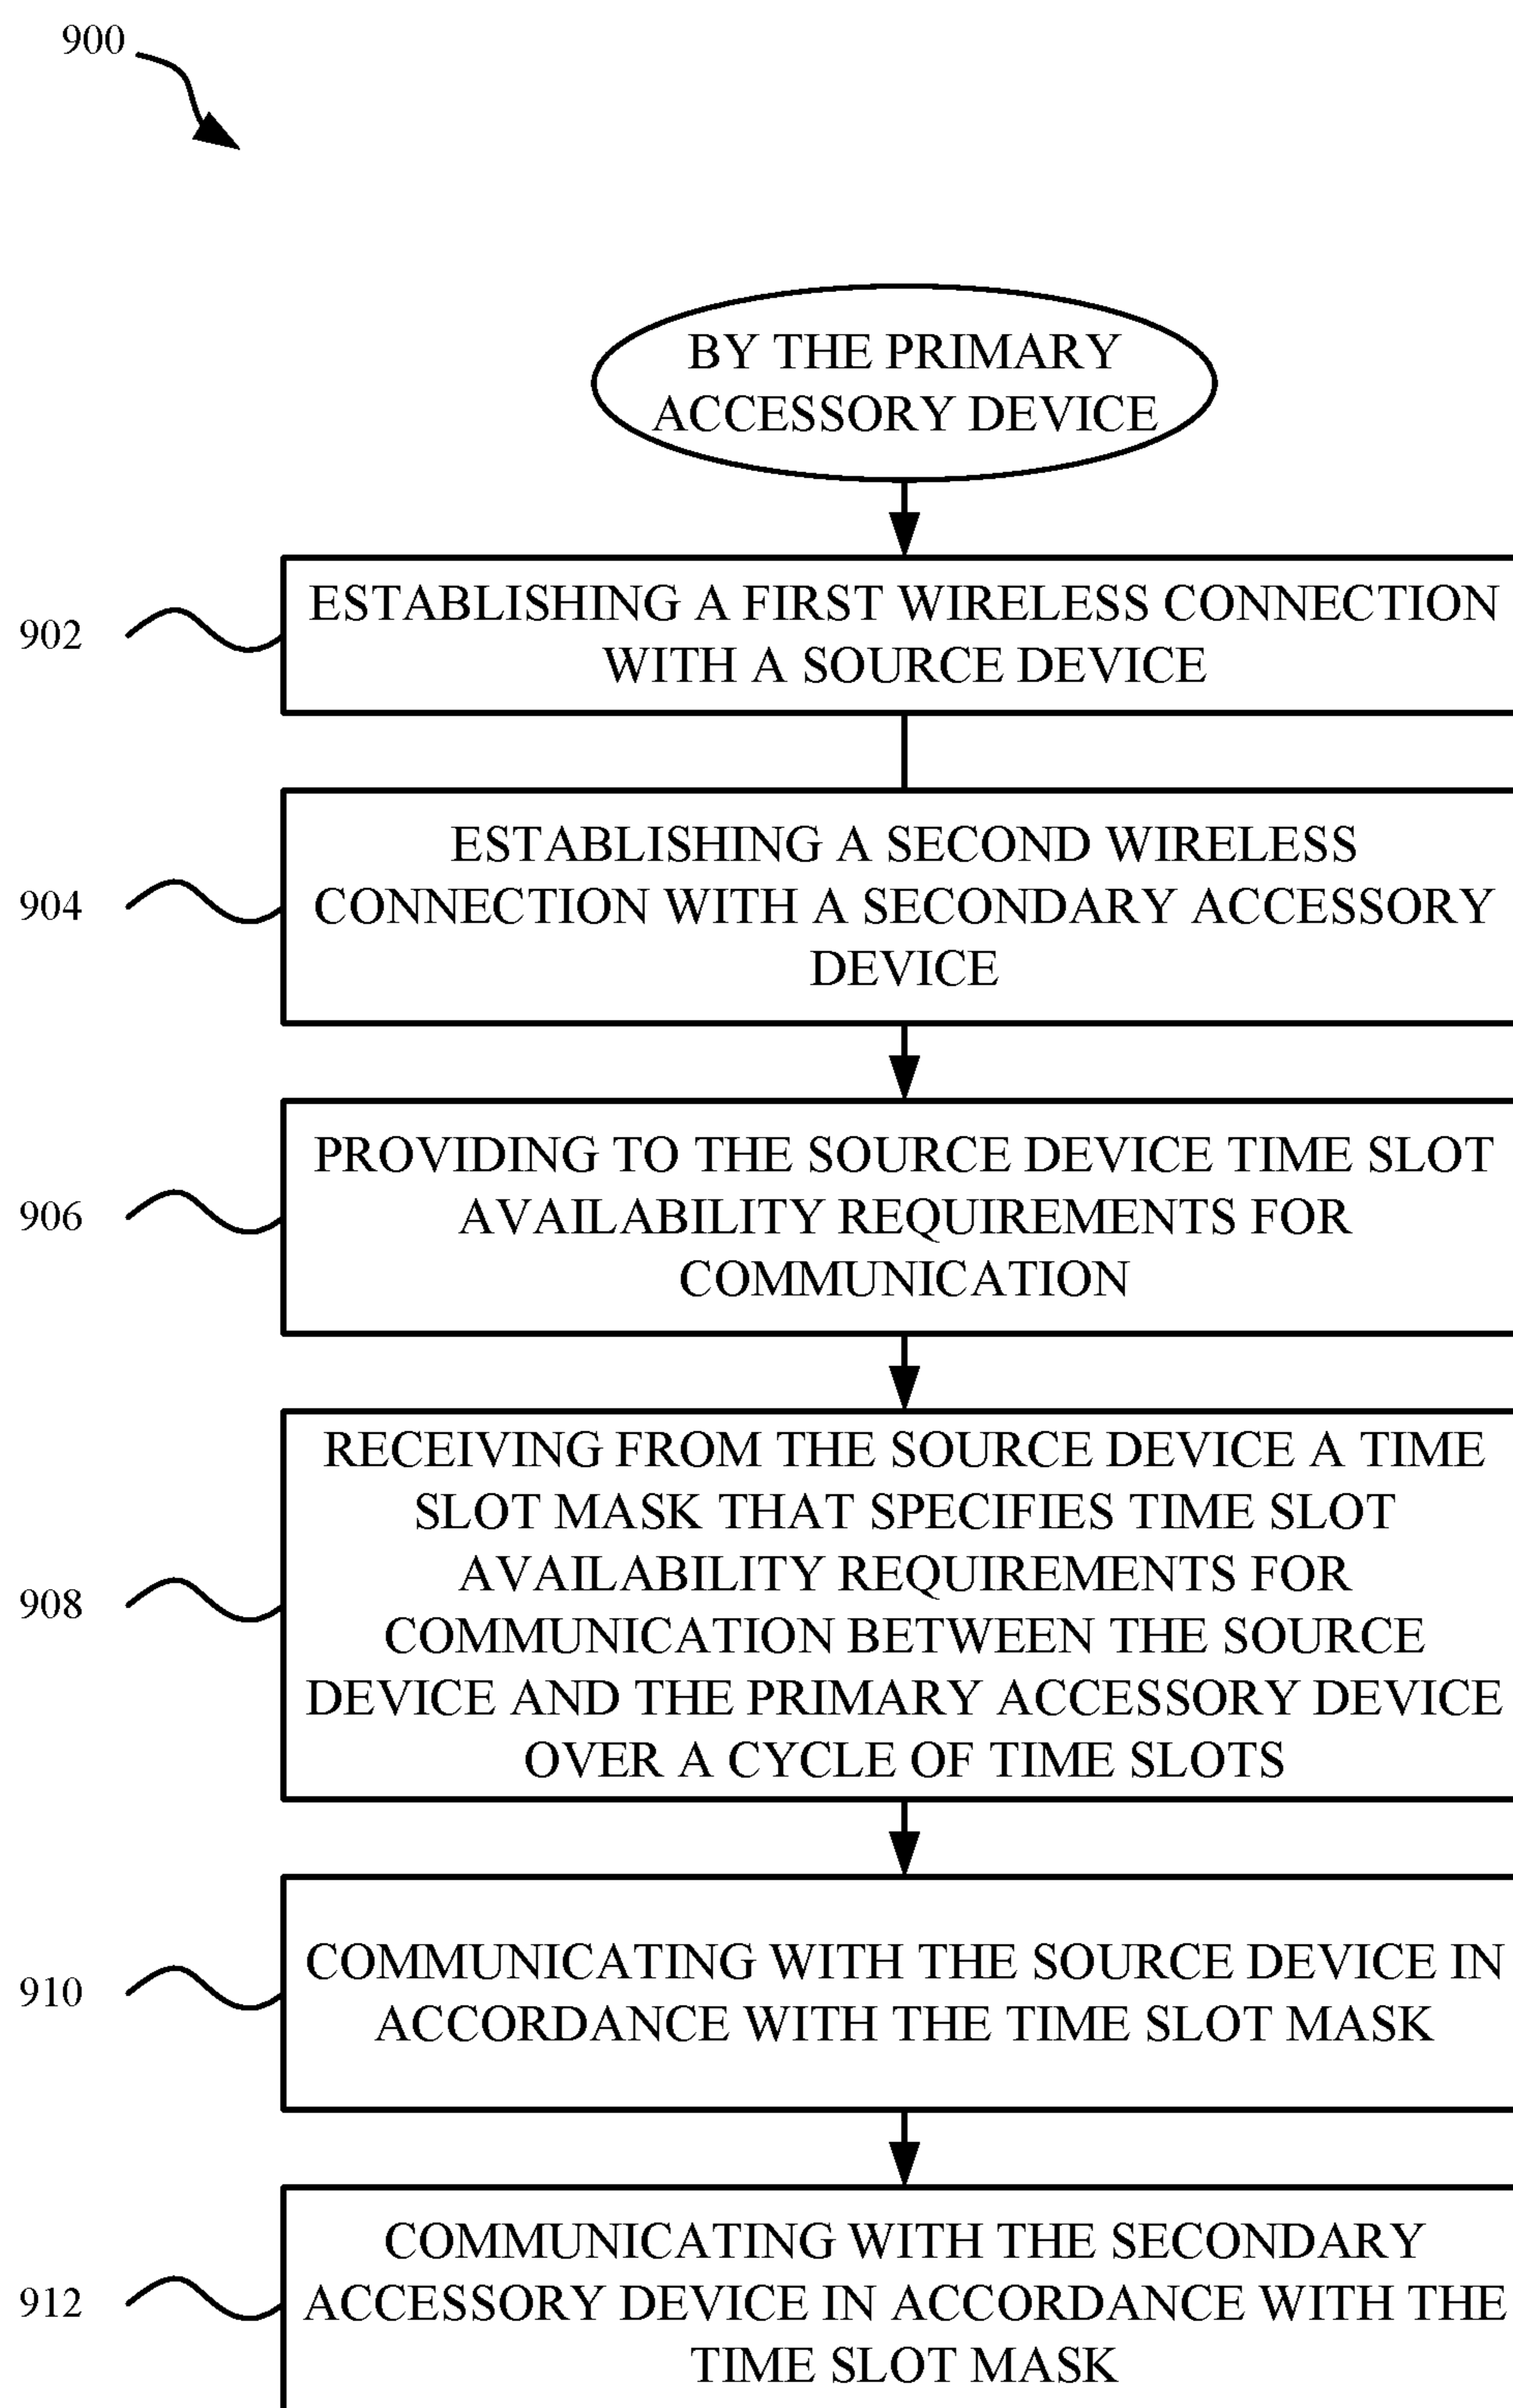 900
BY THE PRIMARY
ACCESSORY DEVICE
902
ESTABLISHING A FIRST WIRELESS CONNECTION
WITH A SOURCE DEVICE
904
ESTABLISHING A SECOND WIRELESS
CONNECTION WITH A SECONDARY ACCESSORY
DEVICE
906
PROVIDING TO THE SOURCE DEVICE TIME SLOT
AVAILABILITY REQUIREMENTS FOR
COMMUNICATION
908
RECEIVING FROM THE SOURCE DEVICE A TIME
SLOT MASK THAT SPECIFIES TIME SLOT
AVAILABILITY REQUIREMENTS FOR
COMMUNICATION BETWEEN THE SOURCE
DEVICE AND THE PRIMARY ACCESSORY DEVICE
OVER A CYCLE OF TIME SLOTS
910
COMMUNICATING WITH THE SOURCE DEVICE IN
ACCORDANCE WITH THE TIME SLOT MASK
912
COMMUNICATING WITH THE SECONDARY
ACCESSORY DEVICE IN ACCORDANCE WITH THE
TIME SLOT MASK